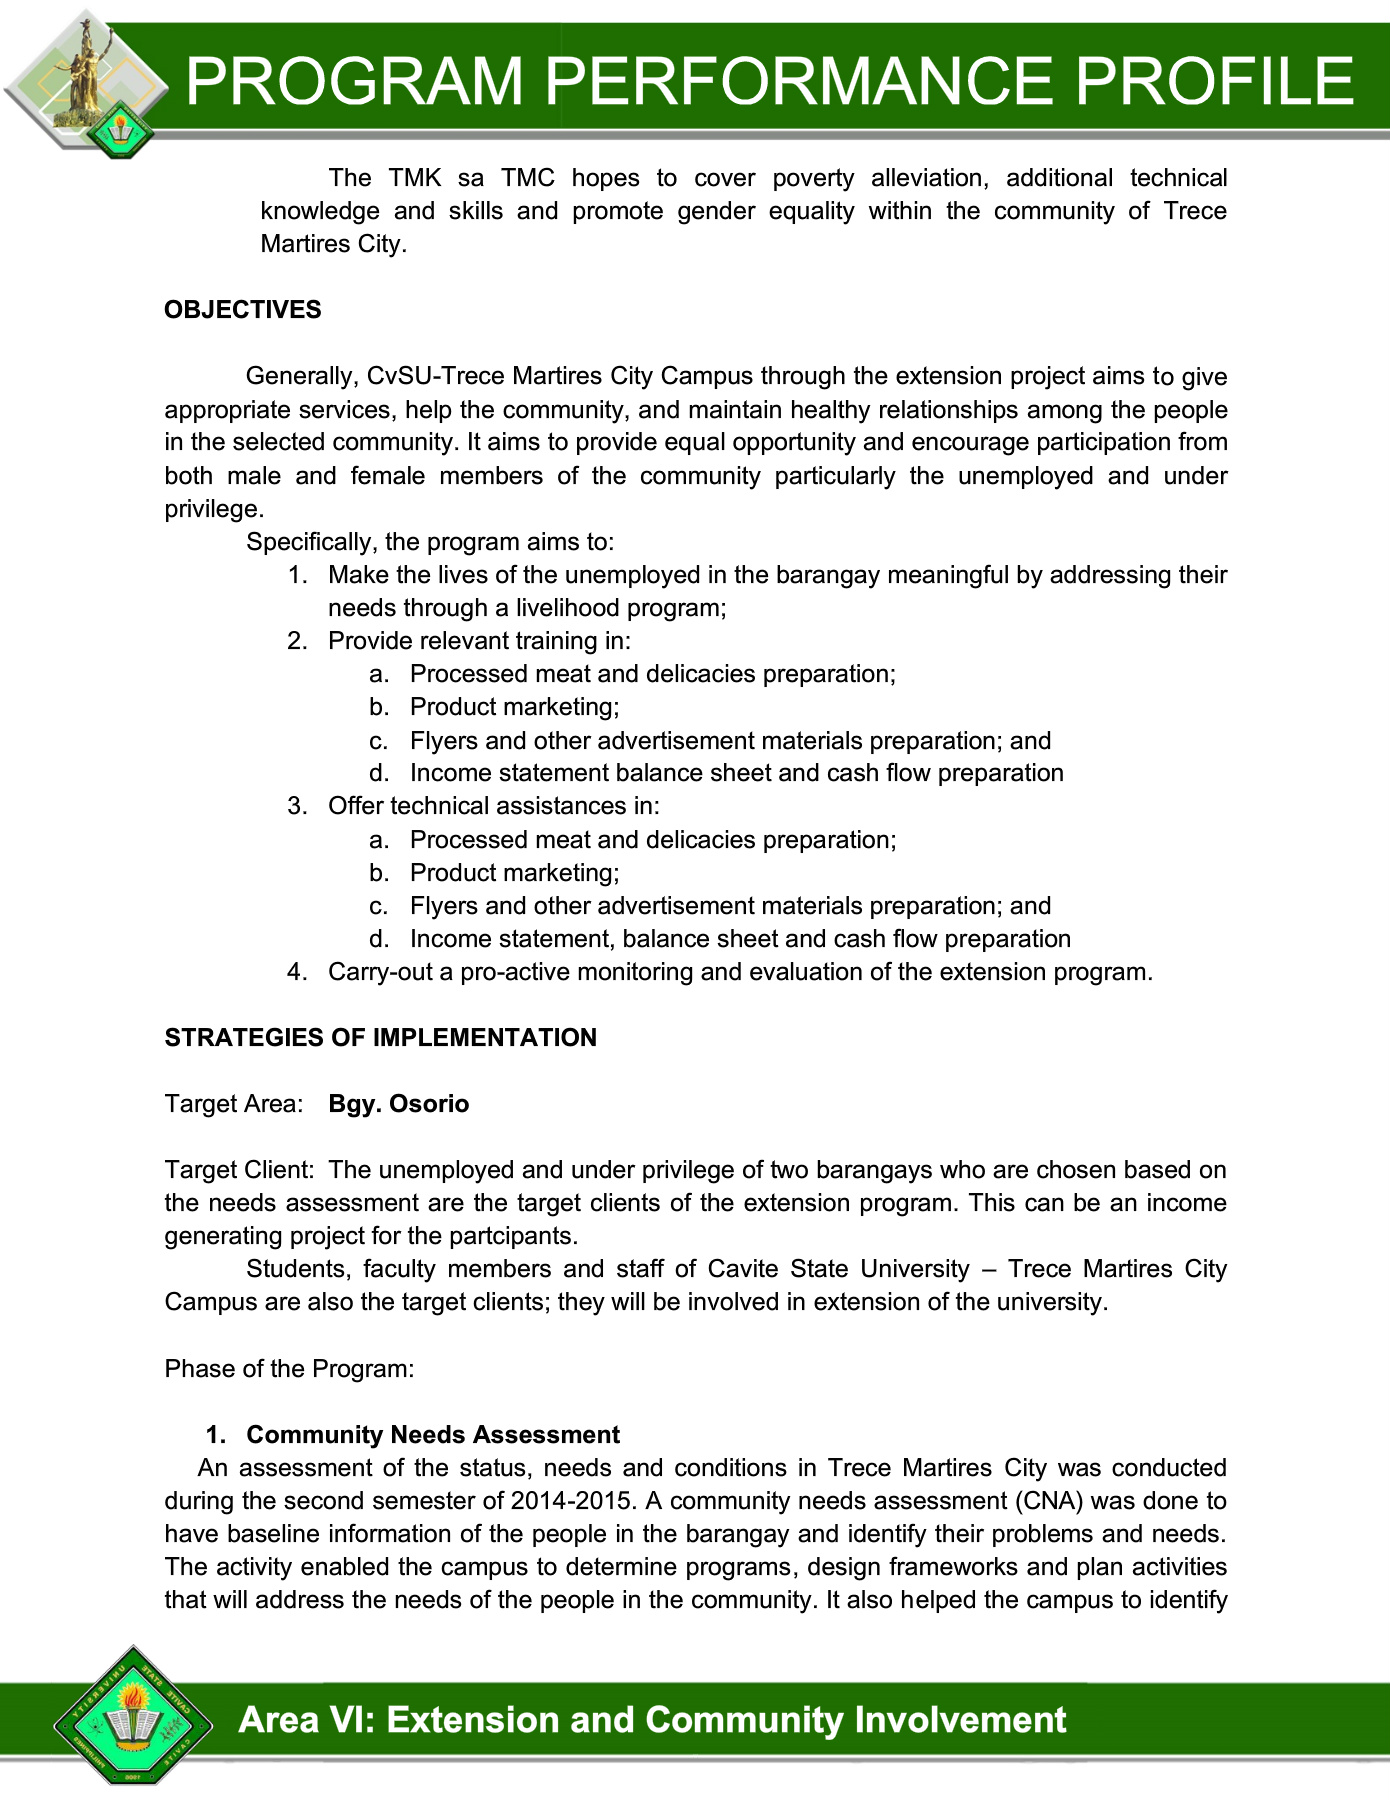 PROGRAM PERFORMANCE PROFILE
The TMK sa TMC hopes to cover poverty alleviation, additional technical
knowledge and skills and promote gender equality within the community of Trece
Martires City.
OBJECTIVES
Generally, CvSU-Trece Martires City Campus through the extension project aims to give
appropriate services, help the community, and maintain healthy relationships among the people
in the selected community. It aims to provide equal opportunity and encourage participation from
both male and female members of the community particularly the unemployed and under
privilege.
Specifically, the program aims to:
1. Make the lives of the unemployed in the barangay meaningful by addressing their
needs through a livelihood program;
2. Provide relevant training in:
a. Processed meat and delicacies preparation;
b. Product marketing;
c. Flyers and other advertisement materials preparation; and
d. Income statement balance sheet and cash flow preparation
3. Offer technical assistances in:
a. Processed meat and delicacies preparation;
b. Product marketing;
c. Flyers and other advertisement materials preparation; and
d. Income statement, balance sheet and cash flow preparation
4. Carry-out a pro-active monitoring and evaluation of the extension program.
STRATEGIES OF IMPLEMENTATION
Target Area: Bgy. Osorio
Target Client: The unemployed and under privilege of two barangays who are chosen based on
the needs assessment are the target clients of the extension program. This can be an income
generating project for the partcipants.
Students, faculty members and staff of Cavite State University – Trece Martires City
Campus are also the target clients; they will be involved in extension of the university.
Phase of the Program:
1. Community Needs Assessment
An assessment of the status, needs and conditions in Trece Martires City was conducted
during the second semester of 2014-2015. A community needs assessment (CNA) was done to
have baseline information of the people in the barangay and identify their problems and needs.
The activity enabled the campus to determine programs, design frameworks and plan activities
that will address the needs of the people in the community. It also helped the campus to identify
CAVITE STATE UNIVERSITY
CAVITE PHILIPPINES
Area VI: Extension and Community Involvement